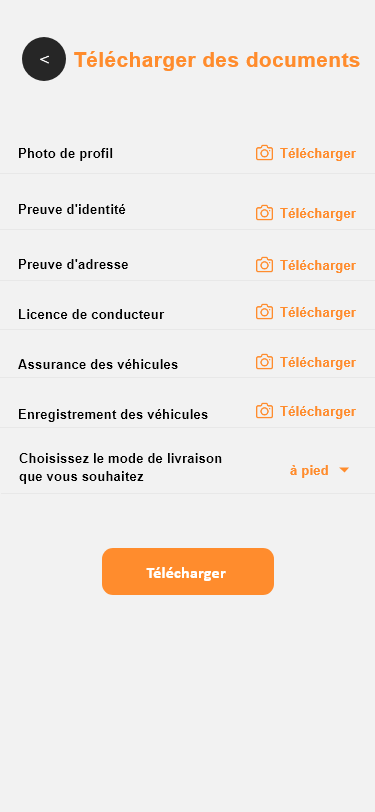 < Télécharger des documents
Photo de profil Télécharger
Preuve d'identité Télécharger
Preuve d'adresse Télécharger
Licence de conducteur Télécharger
Assurance des véhicules Télécharger
Enregistrement des véhicules Télécharger
Choisissez le mode de livraison
que vous souhaitez
à pied
Télécharger